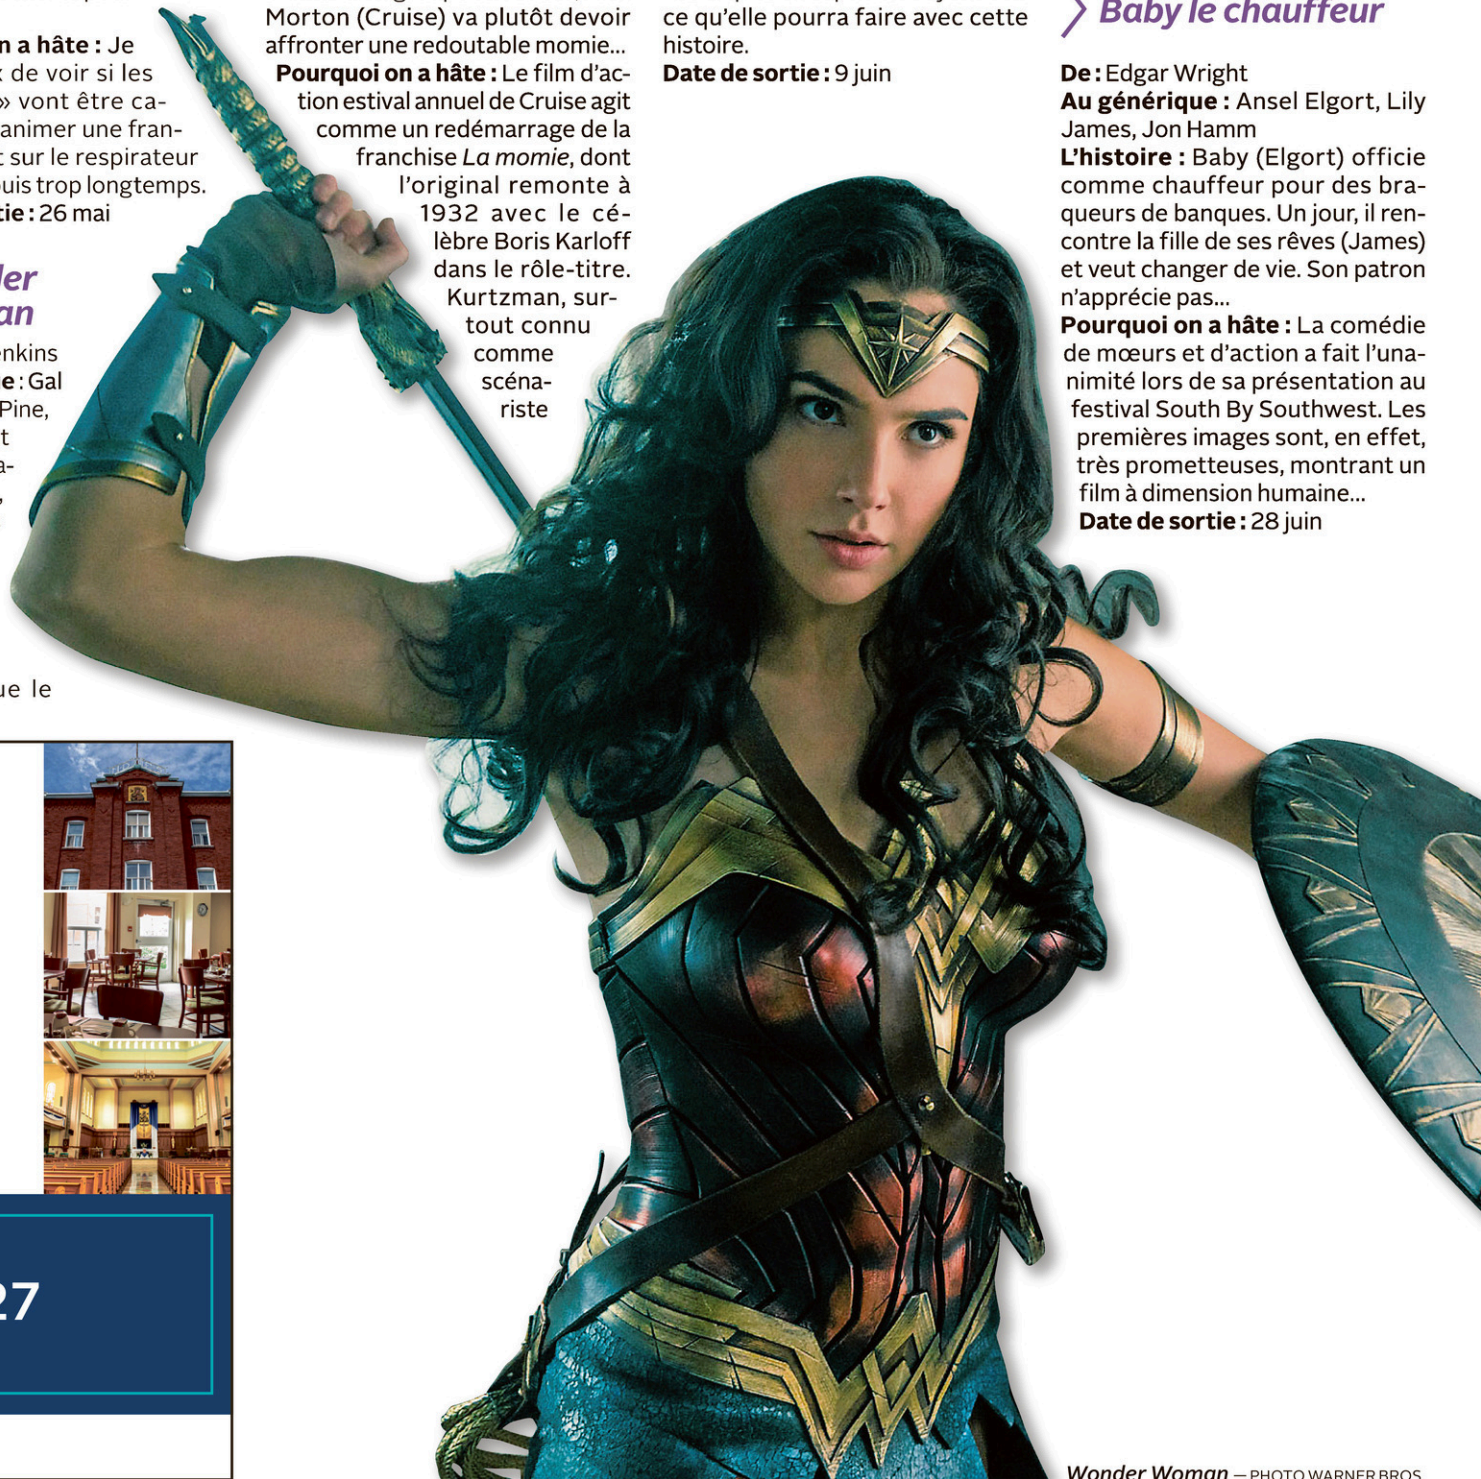 n a hâte : Je
x de voir si les
» vont être ca-
animer une fran-
t sur le respirateur
uis trop longtemps.
tie : 26 mai
der
an
enkins
e : Gal
Pine,
t
a-
,
ue le
27
Morton (Cruise) va plutôt devoir
affronter une redoutable momie...
Pourquoi on a hâte : Le film d'ac-
tion estival annuel de Cruise agit
comme un redémarrage de la
franchise La momie, dont
l'original remonte à
1932 avec le cé-
lèbre Boris Karloff
dans le rôle-titre.
Kurtzman, sur-
tout connu
comme
scéna-
riste
ce qu'elle pourra faire avec cette
histoire.
Date de sortie : 9 juin
Baby le chauffeur
De : Edgar Wright
Au générique : Ansel Elgort, Lily
James, Jon Hamm
L'histoire : Baby (Elgort) officie
comme chauffeur pour des bra-
queurs de banques. Un jour, il ren-
contre la fille de ses rêves (James)
et veut changer de vie. Son patron
n'apprécie pas...
Pourquoi on a hâte : La comédie
de mœurs et d'action a fait l'una-
nimité lors de sa présentation au
festival South By Southwest. Les
premières images sont, en effet,
très prometteuses, montrant un
film à dimension humaine...
Date de sortie : 28 juin
Wonder Woman — PHOTO WARNER BROS.